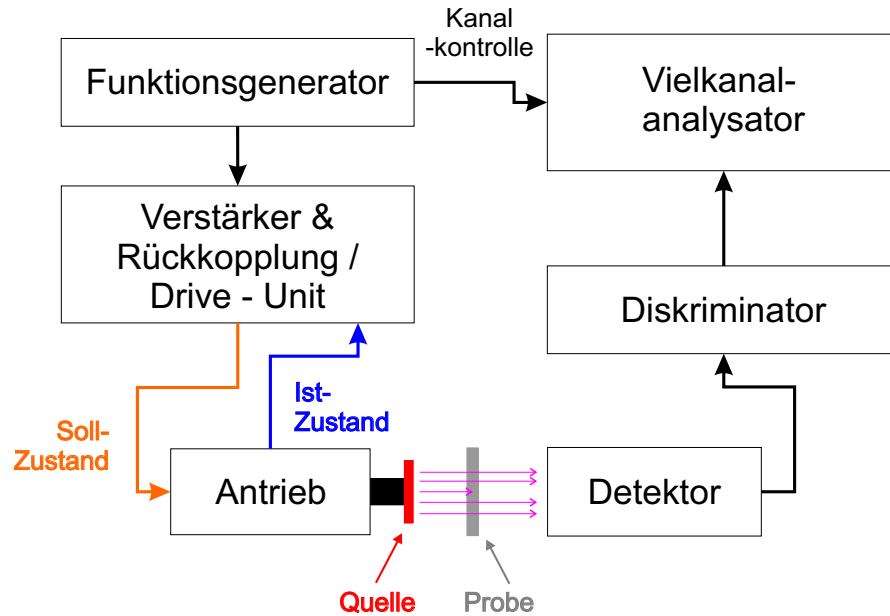 Kanal
-kontrolle
Funktionsgenerator
Vielkanal-
analysator
Verstärker &
Rückkopplung /
Drive - Unit
Diskriminator
Ist-
Zustand
Soll-
Zustand
Antrieb
Detektor
Quelle
Probe